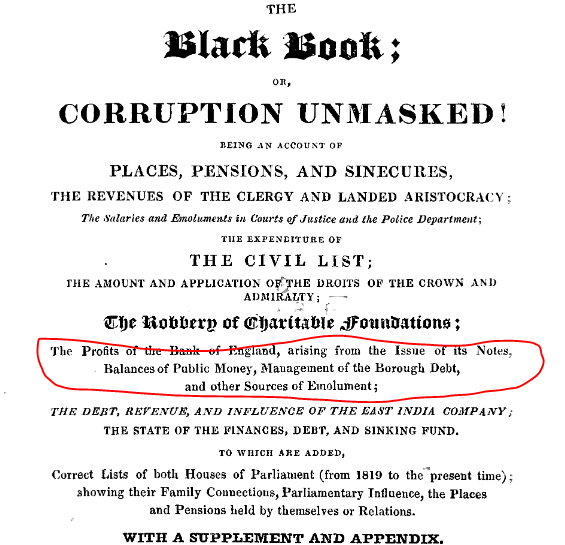 THE
Black Book;
OR,
CORRUPTION UNMASKED!
BEING AN ACCOUNT OF
PLACES, PENSIONS, AND SINECURES,
THE REVENUES OF THE CLERGY AND LANDED ARISTOCRACY;
The Salaries and Emoluments in Courts of Justice and the Police Department;
THE EXPENDITURE OF
THE CIVIL LIST;
THE AMOUNT AND APPLICATION OF THE DROITS OF THE CROWN AND
ADMIRALTY;
The Robbery of Charitable Foundations;
The Profits of the Bank of England, arising from the Issue of its Notes,
Balances of Public Money, Management of the Borough Debt,
and other Sources of Emolument;
THE DEBT, REVENUE, AND INFLUENCE OF THE EAST INDIA COMPANY;
THE STATE OF THE FINANCES, DEBT, AND SINKING FUND.
TO WHICH ARE ADDED,
Correct Lists of both Houses of Parliament (from 1819 to the present time);
showing their Family Connections, Parliamentary Influence, the Places
and Pensions held by themselves or Relations.
WITH A SUPPLEMENT AND APPENDIX.